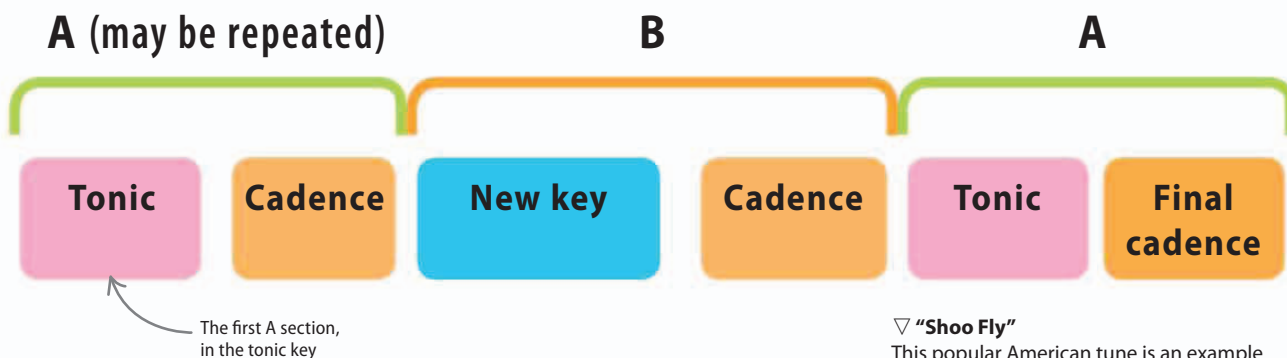 A (may be repeated) B A
Tonic Cadence New key Cadence Tonic Final
cadence
The first A section,
in the tonic key
▽ “Shoo Fly”
This popular American tune is an example